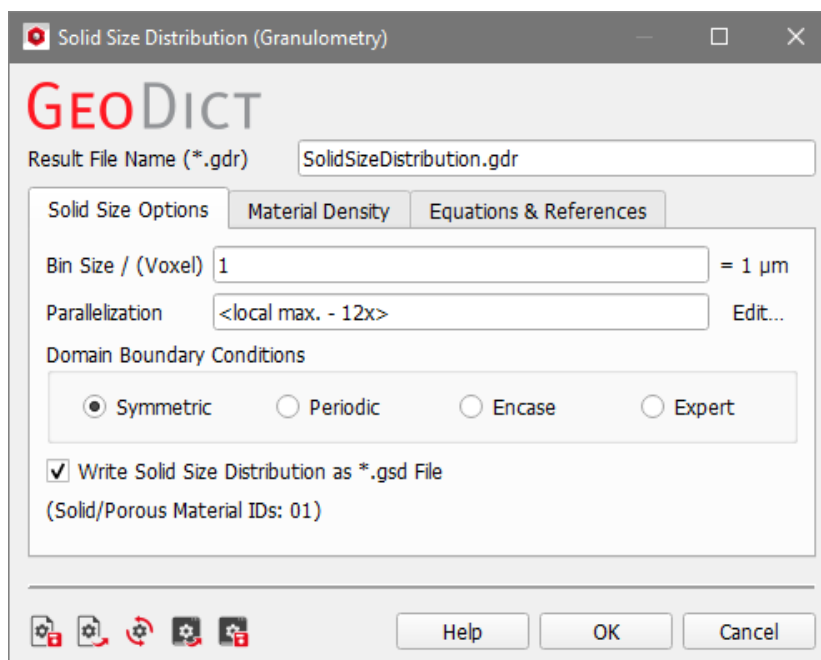 Solid Size Distribution (Granulometry)
GEODICT
Result File Name (*.gdr) SolidSizeDistribution.gdr
Solid Size Options Material Density Equations & References
Bin Size / (Voxel) 1 = 1 µm
Parallelization <local max. - 12x> Edit...
Domain Boundary Conditions
Symmetric Periodic Encase Expert
Write Solid Size Distribution as *.gsd File
(Solid/Porous Material IDs: 01)
Help OK Cancel